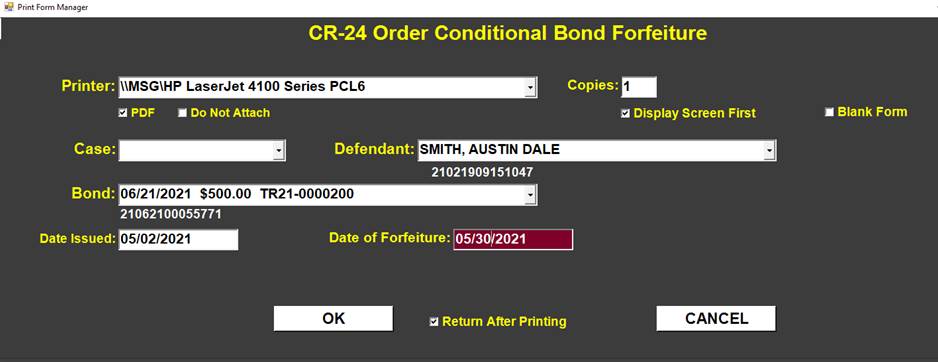 Print Form Manager
CR-24 Order Conditional Bond Forfeiture
Printer: \\MSG\HP LaserJet 4100 Series PCL6 Copies: 1
PDF Do Not Attach Display Screen First Blank Form
Case: Defendant: SMITH, AUSTIN DALE
21021909151047
Bond: 06/21/2021 $500.00 TR21-0000200
21062100055771
Date Issued: 05/02/2021 Date of Forfeiture: 05/30/2021
OK Return After Printing CANCEL